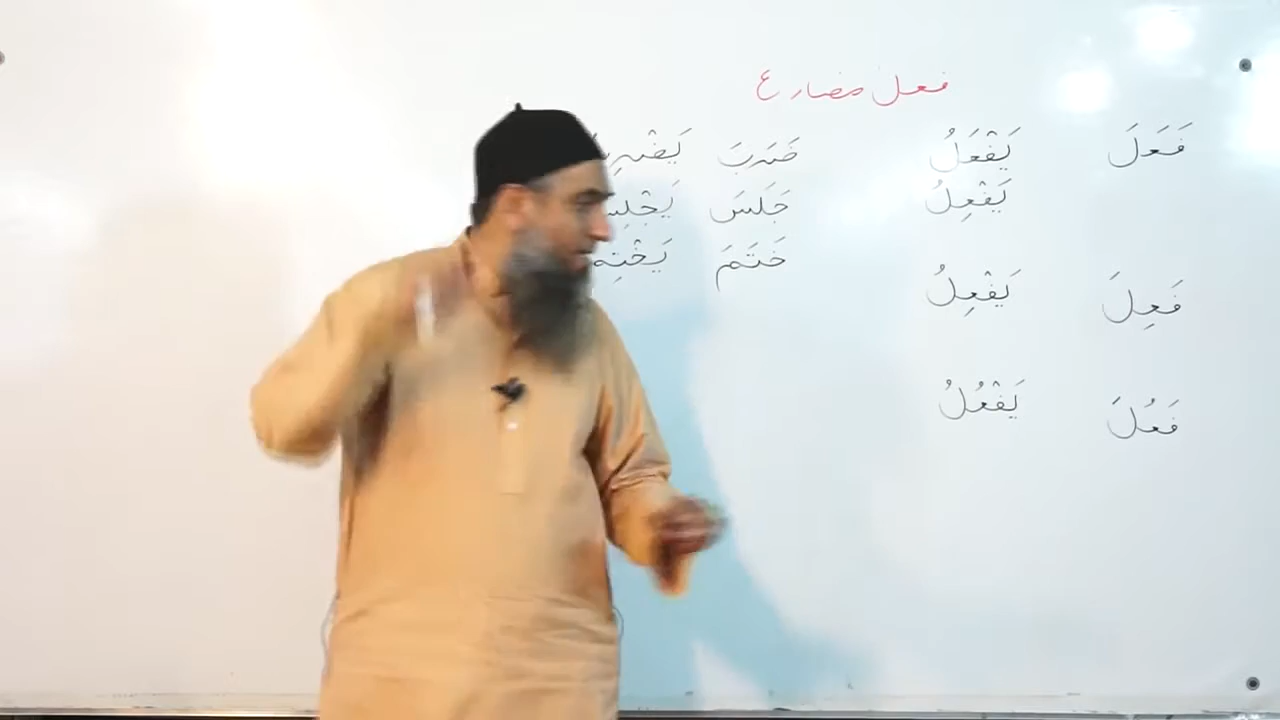 فعل مضارع
فَعَلَ يَفْعَلُ ضَرَبَ
يَفْعِلُ جَلَسَ
خَتَمَ
فَعِلَ يَفْعِلُ
فَعُلَ يَفْعُلُ